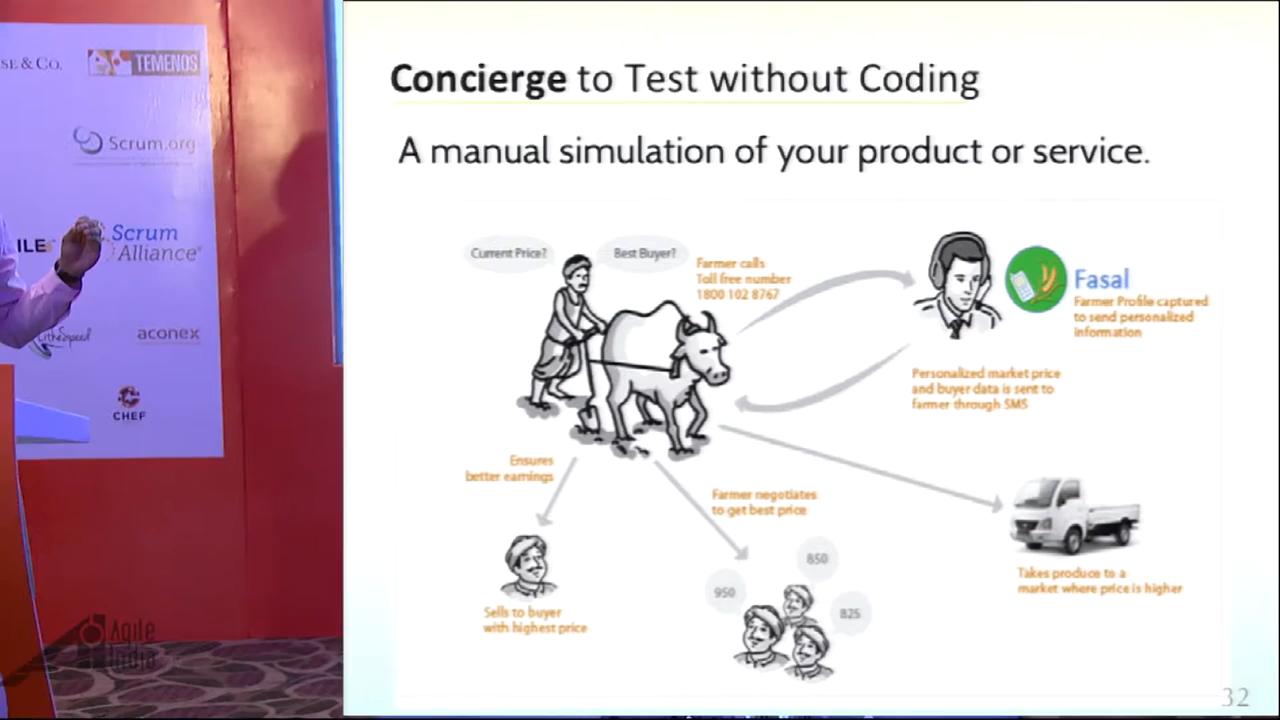 SE & CO.
TEMENOS
Scrum.org
ILE
Scrum
Alliance
LitheSpeed
aconex
CHEF
Agile
India
Concierge to Test without Coding
A manual simulation of your product or service.
Current Price?
Best Buyer?
Farmer calls
Toll free number
1800 102 8767
Fasal
Farmer Profile captured
to send personalized
information
Personalized market price
and buyer data is sent to
farmer through SMS
Ensures
better earnings
Farmer negotiates
to get best price
Sells to buyer
with highest price
950
850
825
Takes produce to a
market where price is higher
32